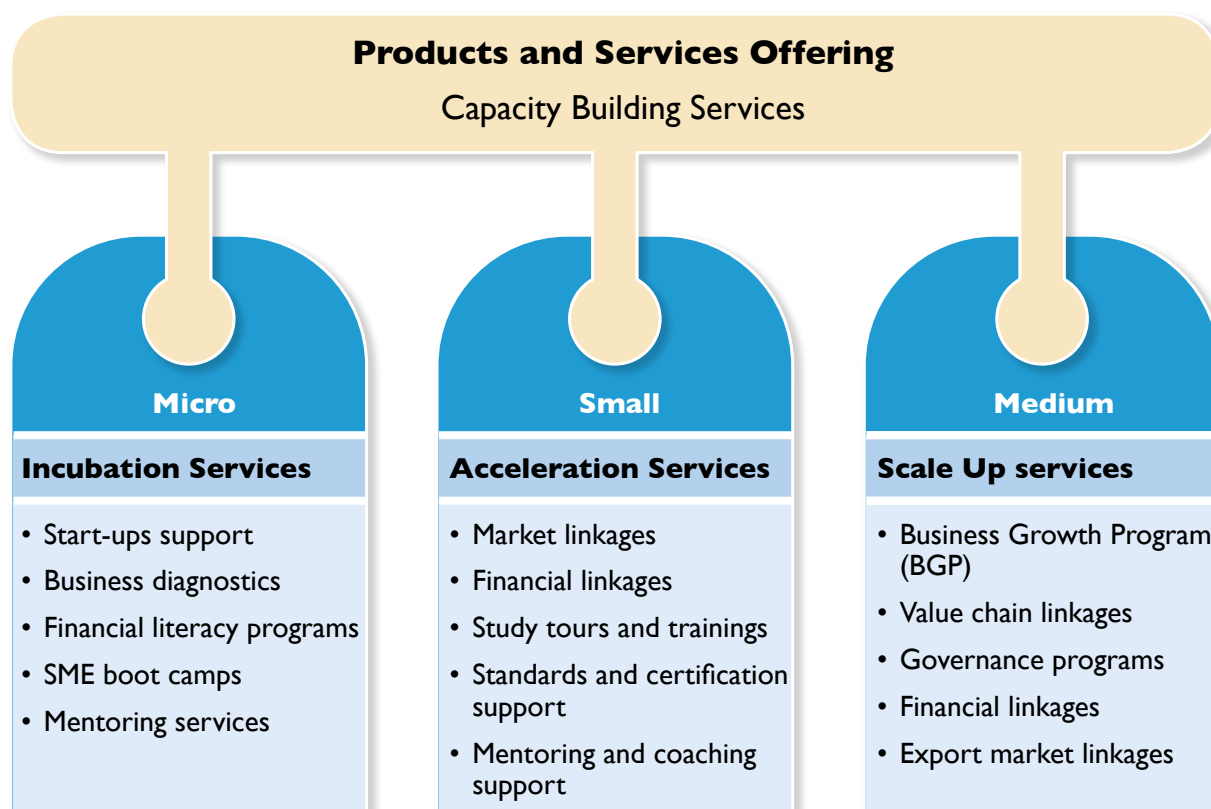 Products and Services Offering
Capacity Building Services
Micro
Incubation Services
• Start-ups support
• Business diagnostics
• Financial literacy programs
• SME boot camps
• Mentoring services
Small
Acceleration Services
• Market linkages
• Financial linkages
• Study tours and trainings
• Standards and certification
support
• Mentoring and coaching
support
Medium
Scale Up services
• Business Growth Program
(BGP)
• Value chain linkages
• Governance programs
• Financial linkages
• Export market linkages